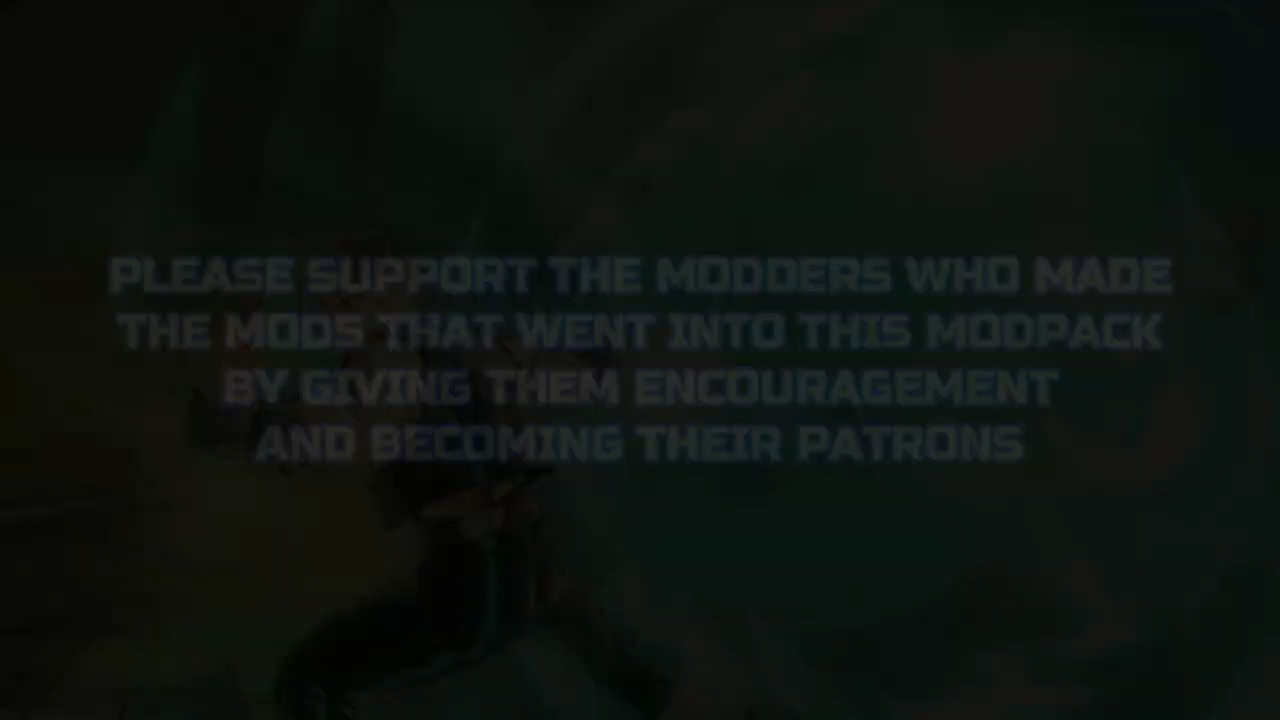 PLEASE SUPPORT THE MODDERS WHO MADE
THE MODS THAT WENT INTO THIS MODPACK
BY GIVING THEM ENCOURAGEMENT
AND BECOMING THEIR PATRONS